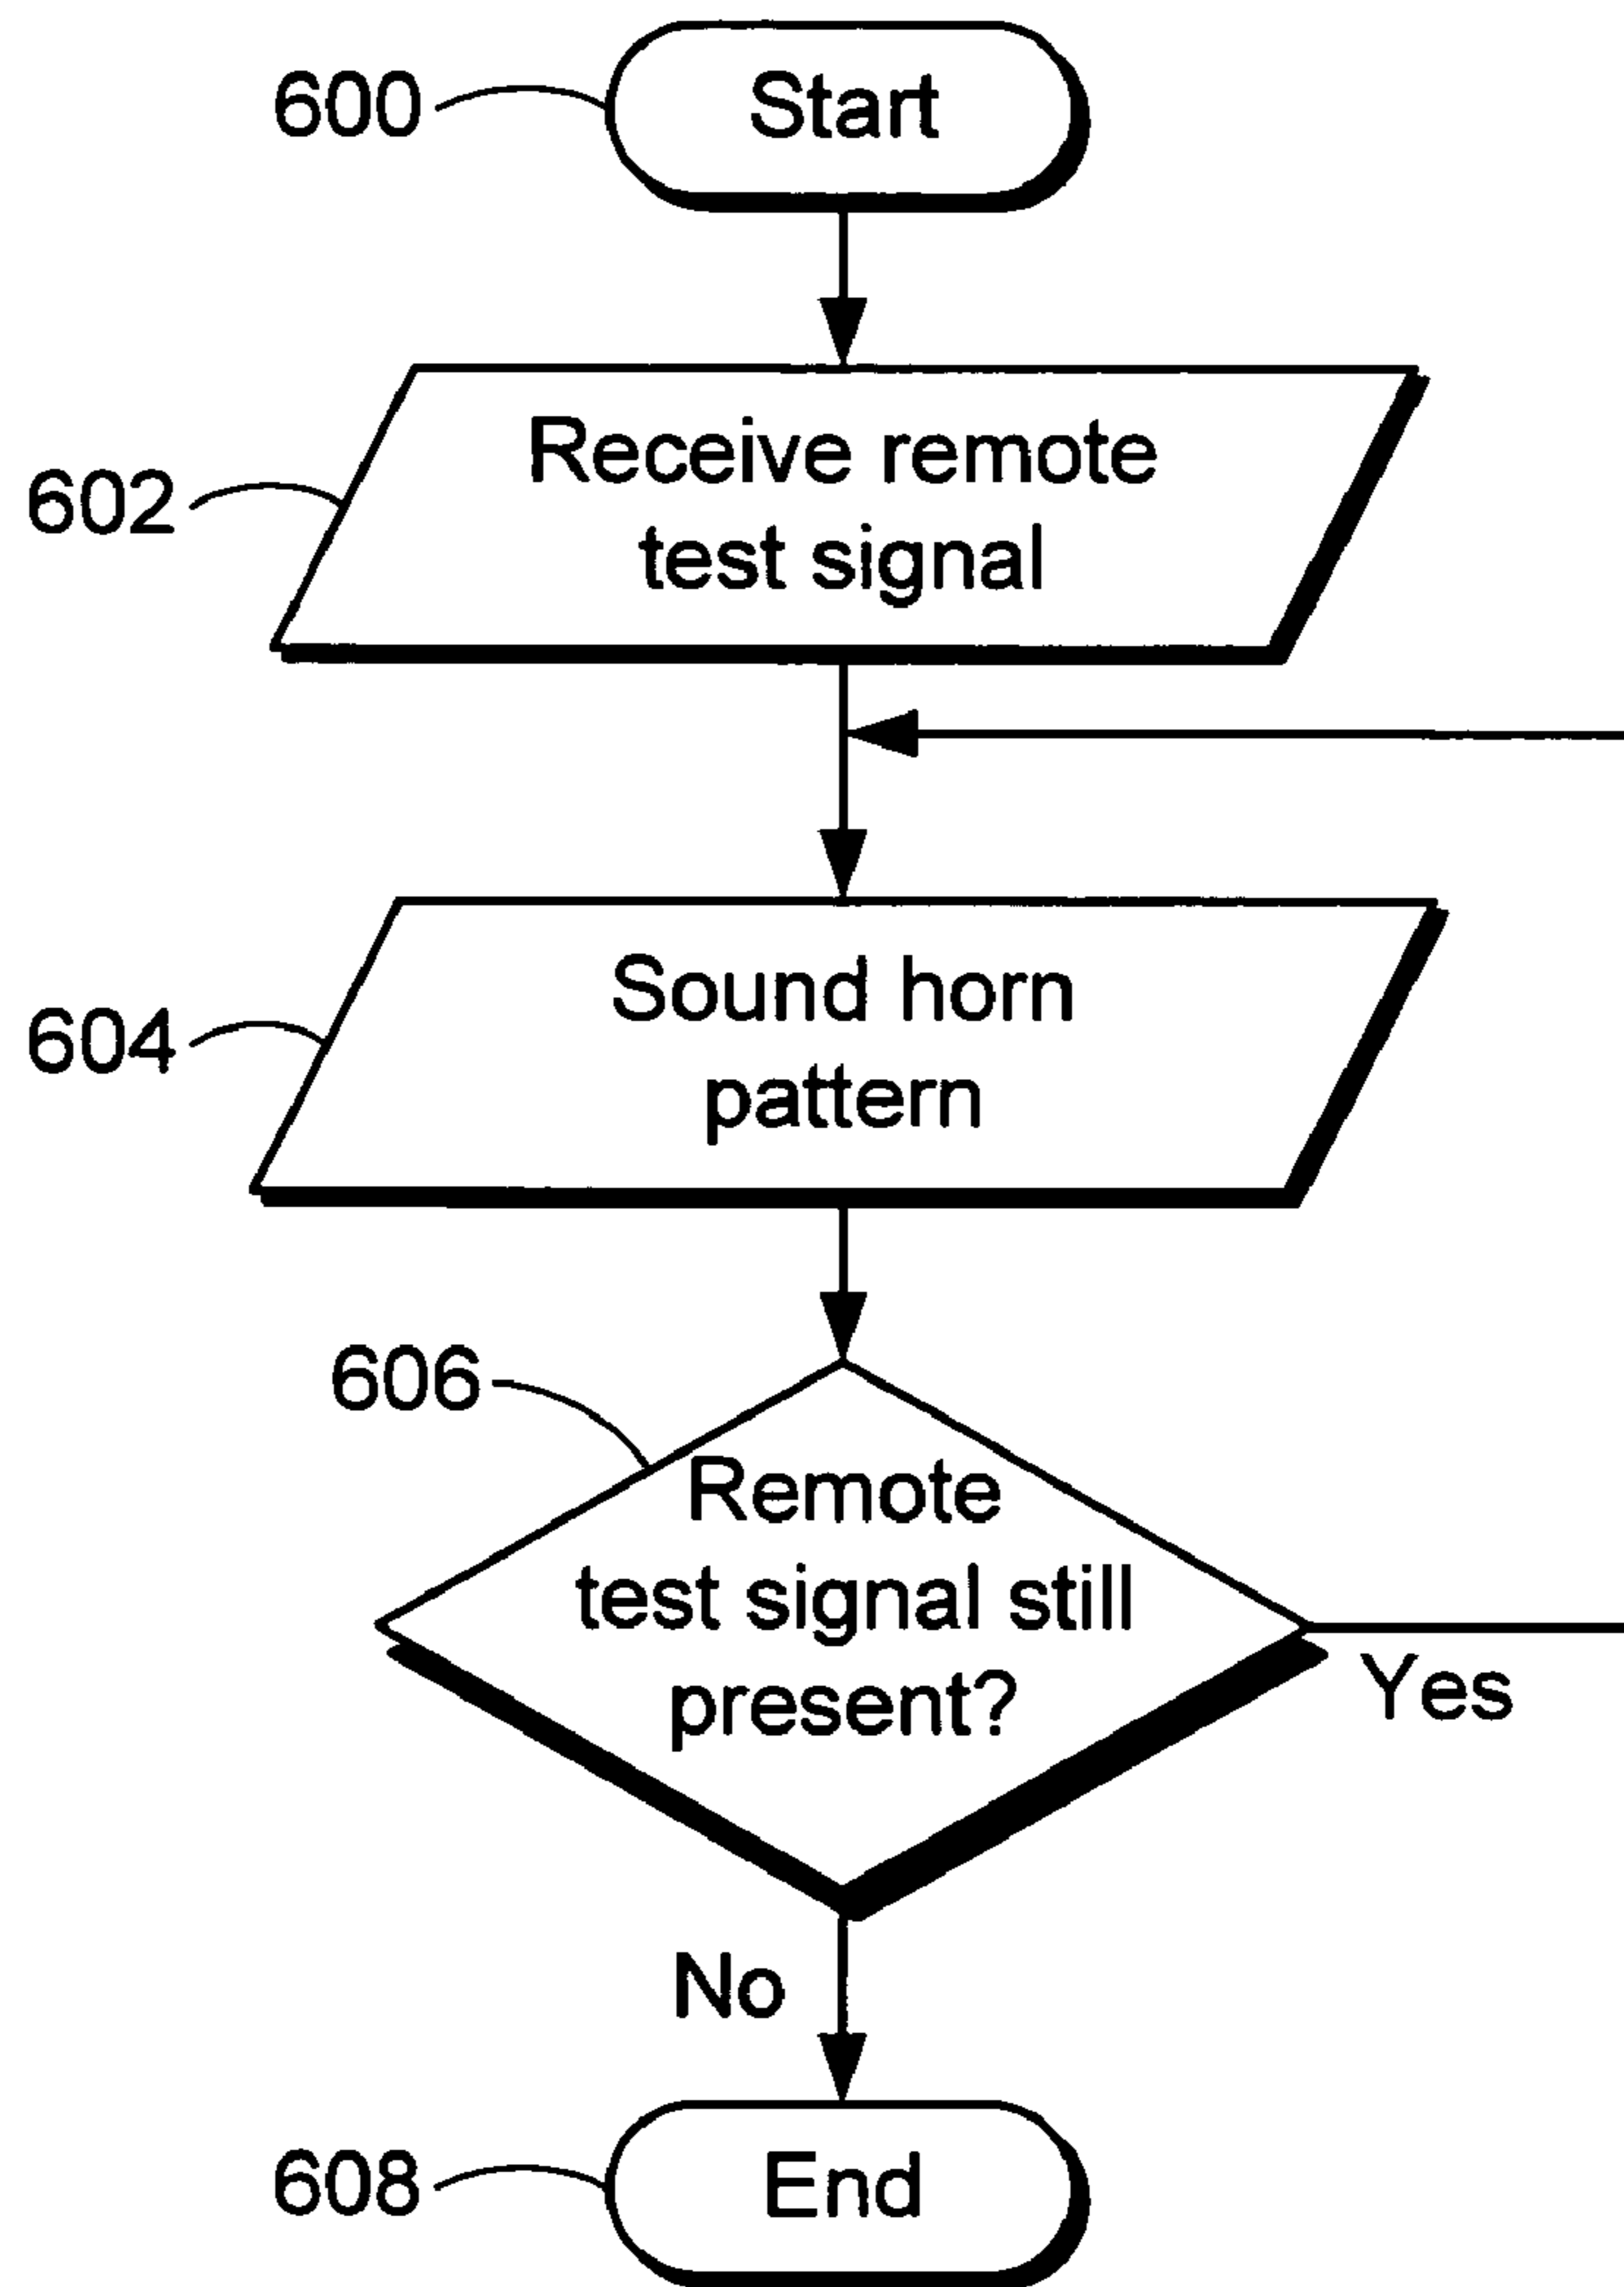 600
Start
602
Receive remote
test signal
604
Sound horn
pattern
606
Remote
test signal still
present?
Yes
No
608
End